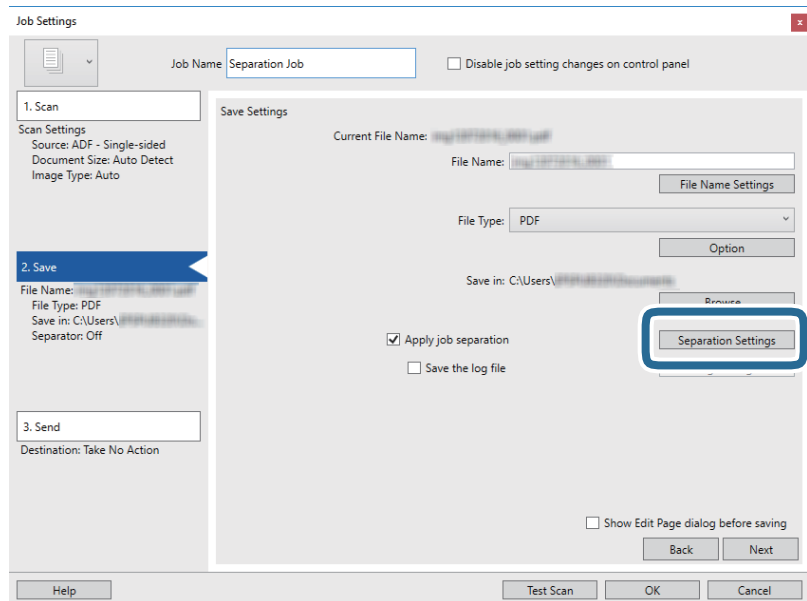 Job Settings
x
Job Name Separation Job
Disable job setting changes on control panel
1. Scan
Scan Settings
Source: ADF - Single-sided
Document Size: Auto Detect
Image Type: Auto
2. Save
File Name:
File Type: PDF
Save in: C:\Users\
Separator: Off
3. Send
Destination: Take No Action
Save Settings
Current File Name:
File Name:
File Name Settings
File Type: PDF
Option
Save in: C:\Users\
Browse
Apply job separation
Separation Settings
Save the log file
Show Edit Page dialog before saving
Back Next
Help Test Scan OK Cancel